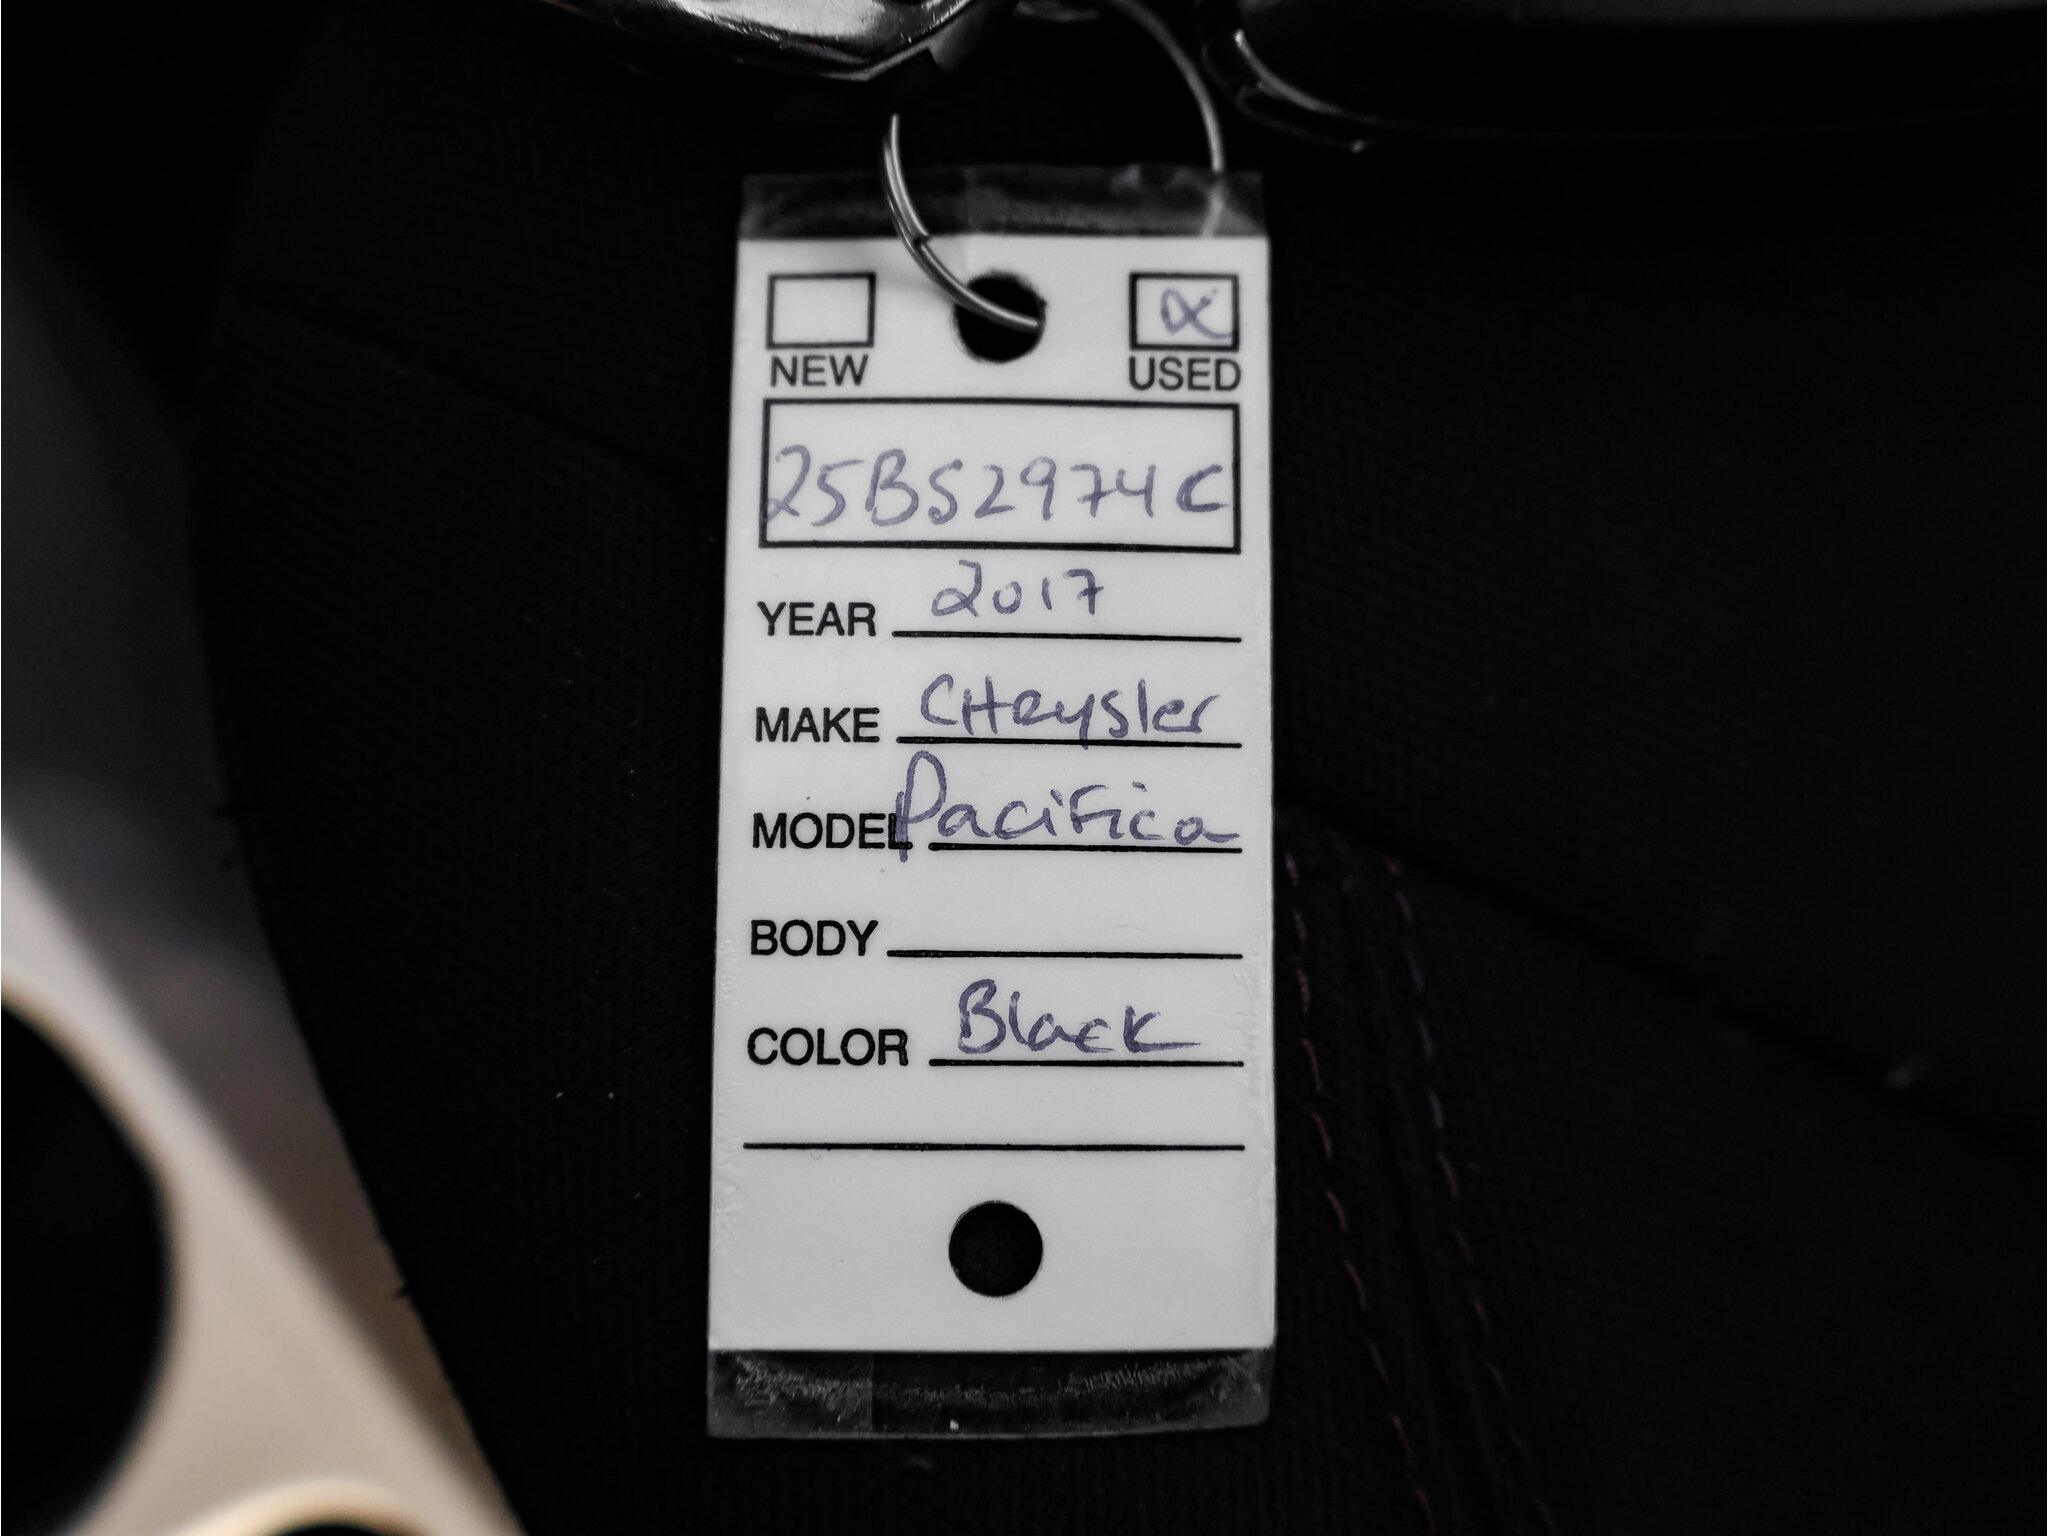 NEW USED
25BS2974C
YEAR 2017
MAKE CHrysler
MODEL Pacifica
BODY
COLOR Black